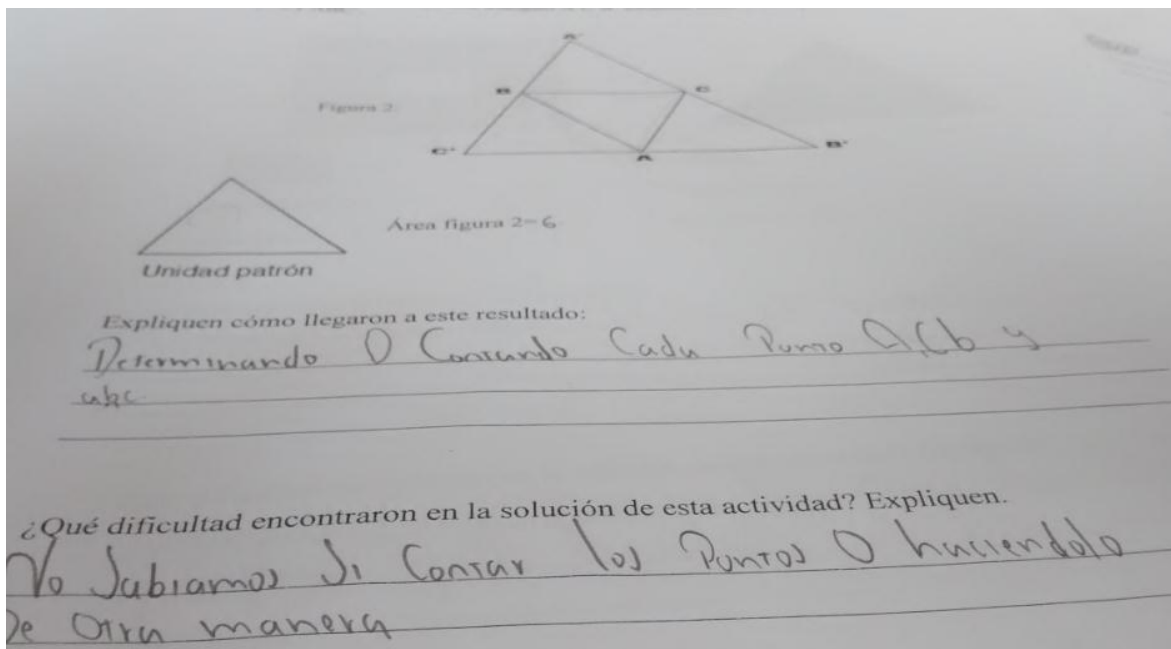 A'
B
C
Figura 2.
C'
A
B'
Área figura 2=6
Unidad patrón
Expliquen cómo llegaron a este resultado:
Determinando O Contando Cada Punto A,Cb y
abc.
¿Qué dificultad encontraron en la solución de esta actividad? Expliquen.
No Sabiamos Si Contar los Puntos O haciendolo
De Otra manera